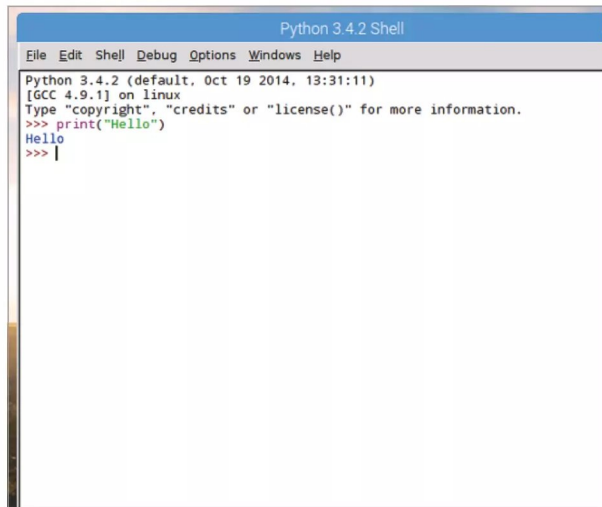 Python 3.4.2 Shell
File Edit Shell Debug Options Windows Help
Python 3.4.2 (default, Oct 19 2014, 13:31:11)
[GCC 4.9.1] on linux
Type "copyright", "credits" or "license()" for more information.
>>> print("Hello")
Hello
>>>